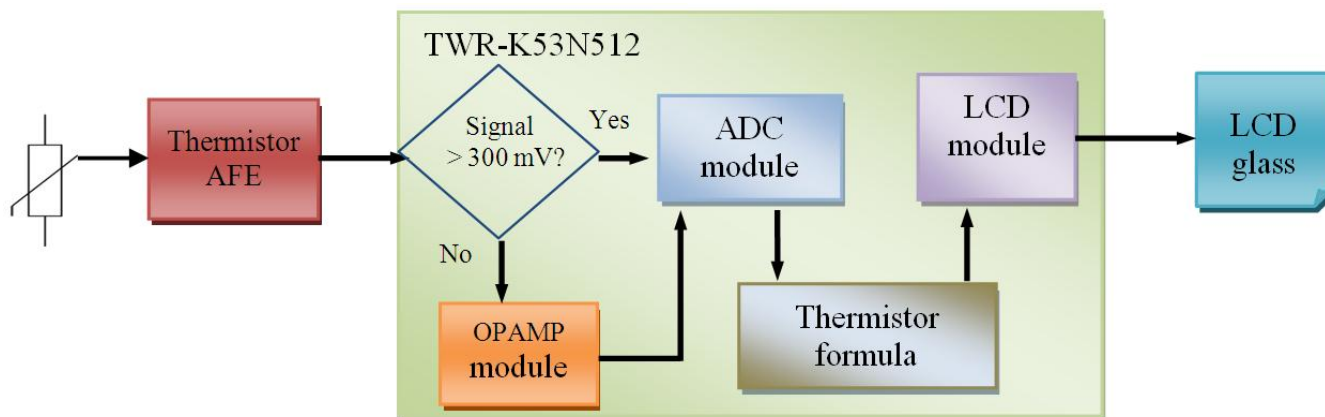 TWR-K53N512
Thermistor
AFE
Signal
> 300 mV?
Yes
No
OPAMP
module
ADC
module
Thermistor
formula
LCD
module
LCD
glass